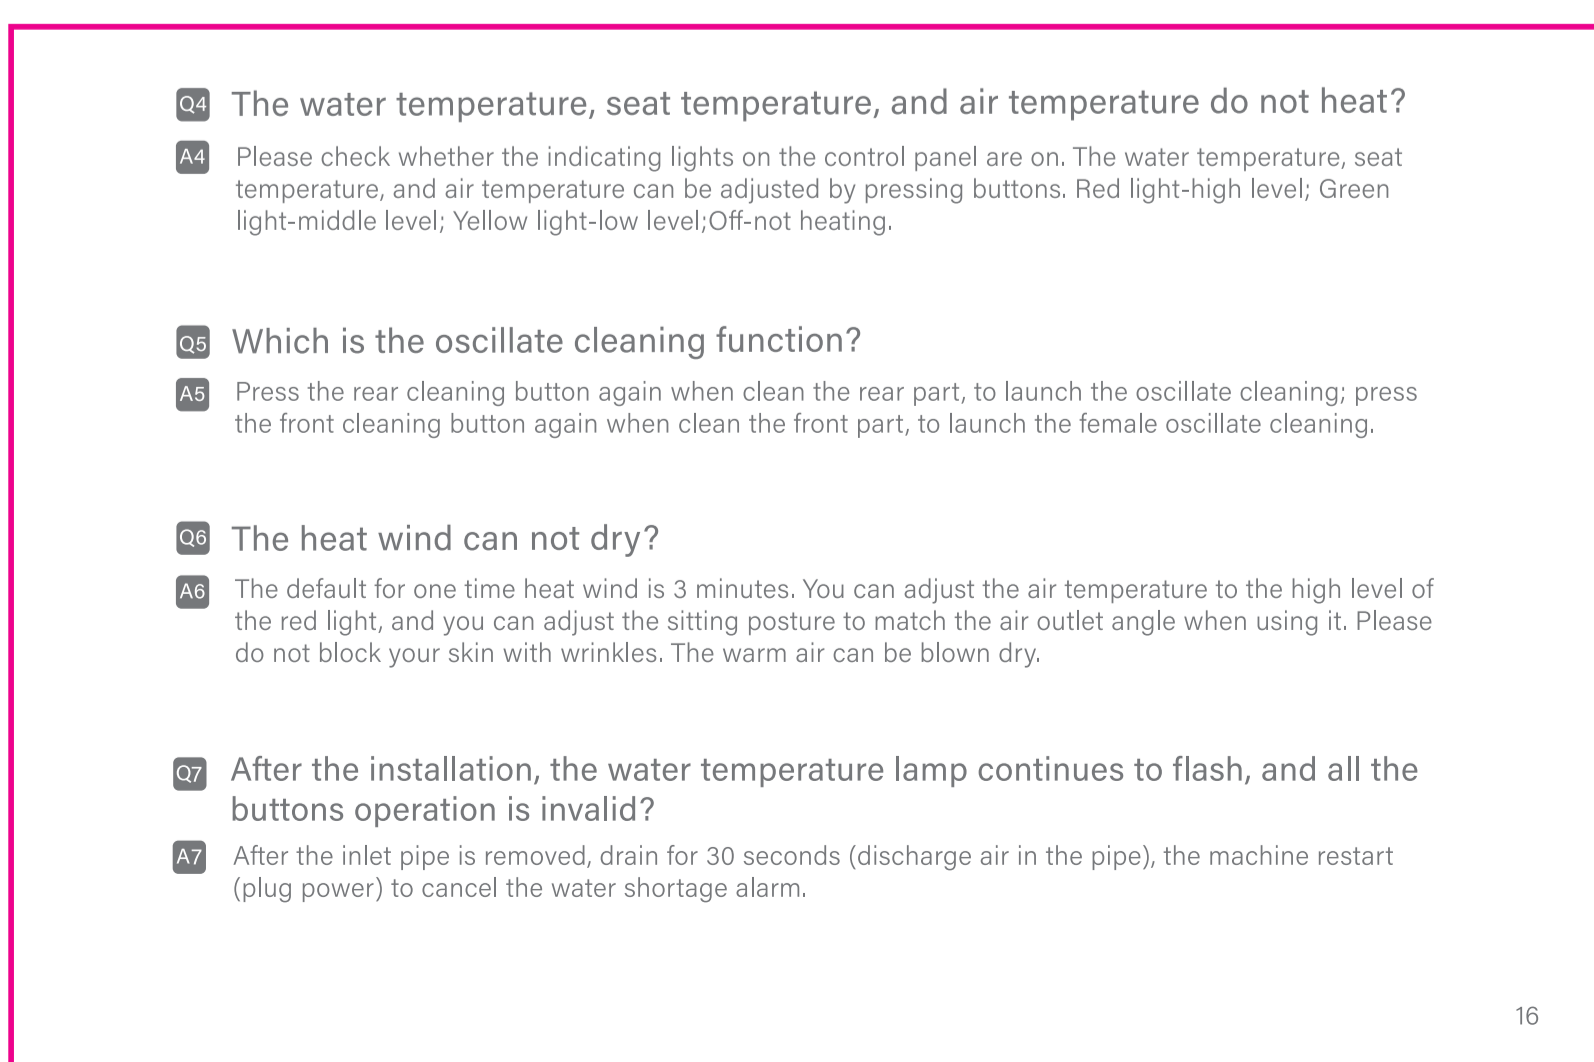 Q4 The water temperature, seat temperature, and air temperature do not heat?
A4 Please check whether the indicating lights on the control panel are on. The water temperature, seat
temperature, and air temperature can be adjusted by pressing buttons. Red light-high level; Green
light-middle level; Yellow light-low level;Off-not heating.
Q5 Which is the oscillate cleaning function?
A5 Press the rear cleaning button again when clean the rear part, to launch the oscillate cleaning; press
the front cleaning button again when clean the front part, to launch the female oscillate cleaning.
Q6 The heat wind can not dry?
A6 The default for one time heat wind is 3 minutes. You can adjust the air temperature to the high level of
the red light, and you can adjust the sitting posture to match the air outlet angle when using it. Please
do not block your skin with wrinkles. The warm air can be blown dry.
Q7 After the installation, the water temperature lamp continues to flash, and all the
buttons operation is invalid?
A7 After the inlet pipe is removed, drain for 30 seconds (discharge air in the pipe), the machine restart
(plug power) to cancel the water shortage alarm.
16